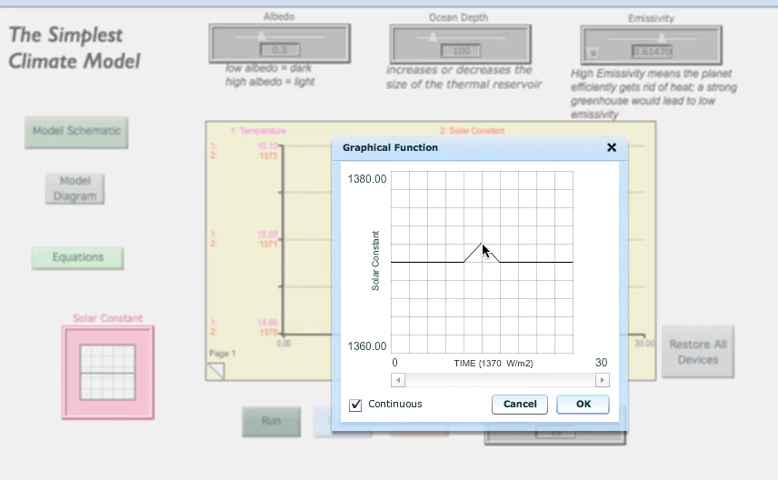 The Simplest
Climate Model
Albedo
0.3
low albedo = dark
high albedo = light
Ocean Depth
100
increases or decreases the
size of the thermal reservoir
Emissivity
U
0.61470
High Emissivity means the planet
efficiently gets rid of heat; a strong
greenhouse would lead to low
emissivity
Model Schematic
Model
Diagram
Equations
Solar Constant
1: Temperature
2: Solar Constant
1:
2:
15.10
1373
1:
2:
15.05
1371
1:
2:
14.99
1370
0.00
30.00
Page 1
Graphical Function
1380.00
Solar Constant
1360.00
0
TIME {1370 W/m2}
30
Continuous
Cancel
OK
Run
Restore All
Devices